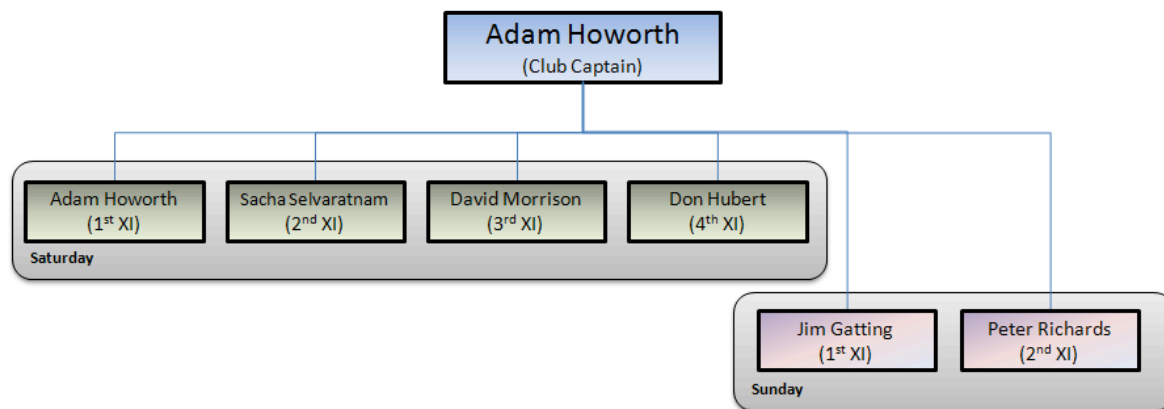 Adam Howorth
(Club Captain)
Adam Howorth
(1st XI)
Sacha Selvaratnam
(2nd XI)
David Morrison
(3rd XI)
Don Hubert
(4th XI)
Saturday
Jim Gatting
(1st XI)
Peter Richards
(2nd XI)
Sunday